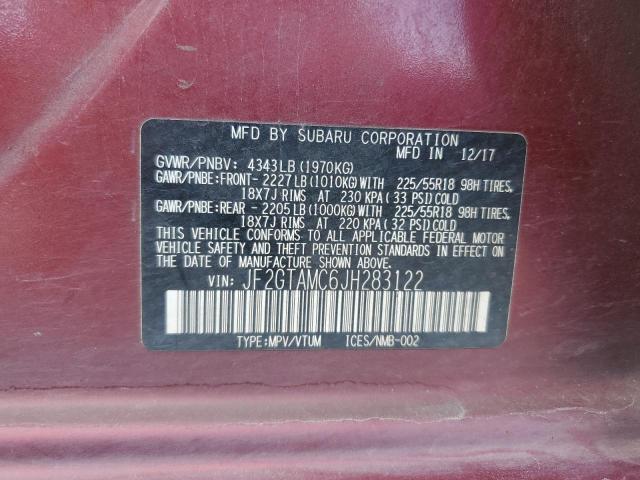 MFD BY SUBARU CORPORATION
MFD IN 12/17
GVWR/PNBV: 4343LB (1970KG)
GAWR/PNBE:FRONT- 2227LB (1010KG) WITH 225/55R18 98H TIRES,
18X7J RIMS AT 230 KPA ( 33 PSI) COLD
GAWR/PNBE:REAR - 2205LB (1000KG) WITH 225/55R18 98H TIRES,
18X7J RIMS AT 220 KPA ( 32 PSI) COLD
THIS VEHICLE CONFORMS TO ALL APPLICABLE FEDERAL MOTOR
VEHICLE SAFETY AND THEFT PREVENTION STANDARDS IN EFFECT
ON THE DATE OF MANUFACTURE SHOWN ABOVE.
VIN: JF2GTAMC6JH283122
TYPE:MPV/VTUM ICES/NMB-002